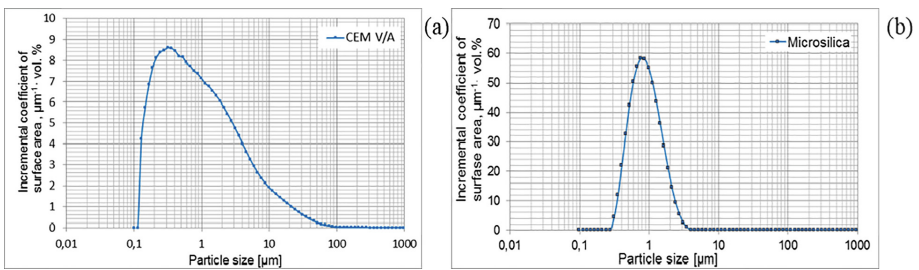 10
9
8
7
6
5
4
3
2
1
0
Incremental coefficient of
surface area , µm⁻¹· vol.%
CEM V/A
0,01 0,1 1 10 100 1000
Particle size [µm]
(a)
70
60
50
40
30
20
10
0
Incremental coefficient of
surfase area, µm⁻¹· vol.%
Microsilica
0,01 0,1 1 10 100 1000
Particle size [µm]
(b)